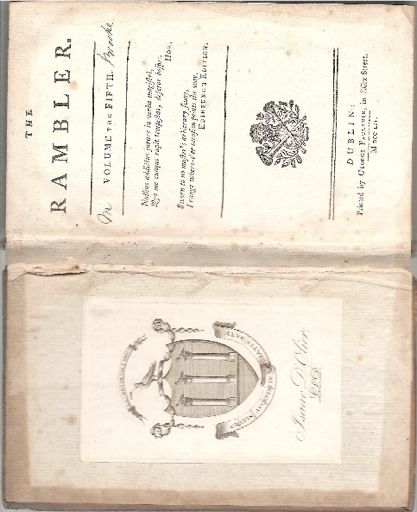 THE
RAMBLER.
VOLUME THE FIFTH.
Nullius addictus jurare in verba magistri,
Quo me cunque rapit tempestas, deferor hospes.
HOR.
Sworn to no master's arbitrary sway,
I range where-e'er occasion points the way.
EDINBURGH EDITION.
DUBLIN:
Printed by GEORGE FAULKNER, in Essex Street.
Isaac D'Olier.
LLD.